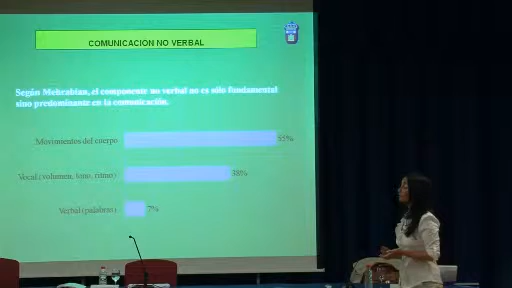 COMUNICACIÓN NO VERBAL
Según Mehrabian, el componente no verbal no es sólo fundamental
sino predominante en la comunicación.
Movimientos del cuerpo 55%
Vocal (volumen, tono, ritmo) 38%
Verbal (palabras) 7%